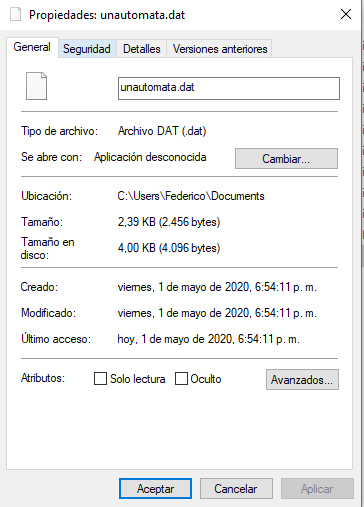 Propiedades: unautomata.dat
General Seguridad Detalles Versiones anteriores
unautomata.dat
Tipo de archivo: Archivo DAT (.dat)
Se abre con: Aplicación desconocida Cambiar...
Ubicación: C:\Users\Federico\Documents
Tamaño: 2,39 KB (2.456 bytes)
Tamaño en
disco: 4,00 KB (4.096 bytes)
Creado: viernes, 1 de mayo de 2020, 6:54:11 p. m.
Modificado: viernes, 1 de mayo de 2020, 6:54:11 p. m.
Último acceso: hoy, 1 de mayo de 2020, 6:54:11 p. m.
Atributos: Solo lectura Oculto Avanzados...
Aceptar Cancelar Aplicar